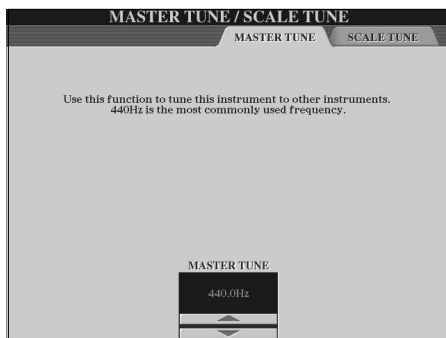 MASTER TUNE / SCALE TUNE
MASTER TUNE
SCALE TUNE
Use this function to tune this instrument to other instruments.
440Hz is the most commonly used frequency.
MASTER TUNE
440.0Hz